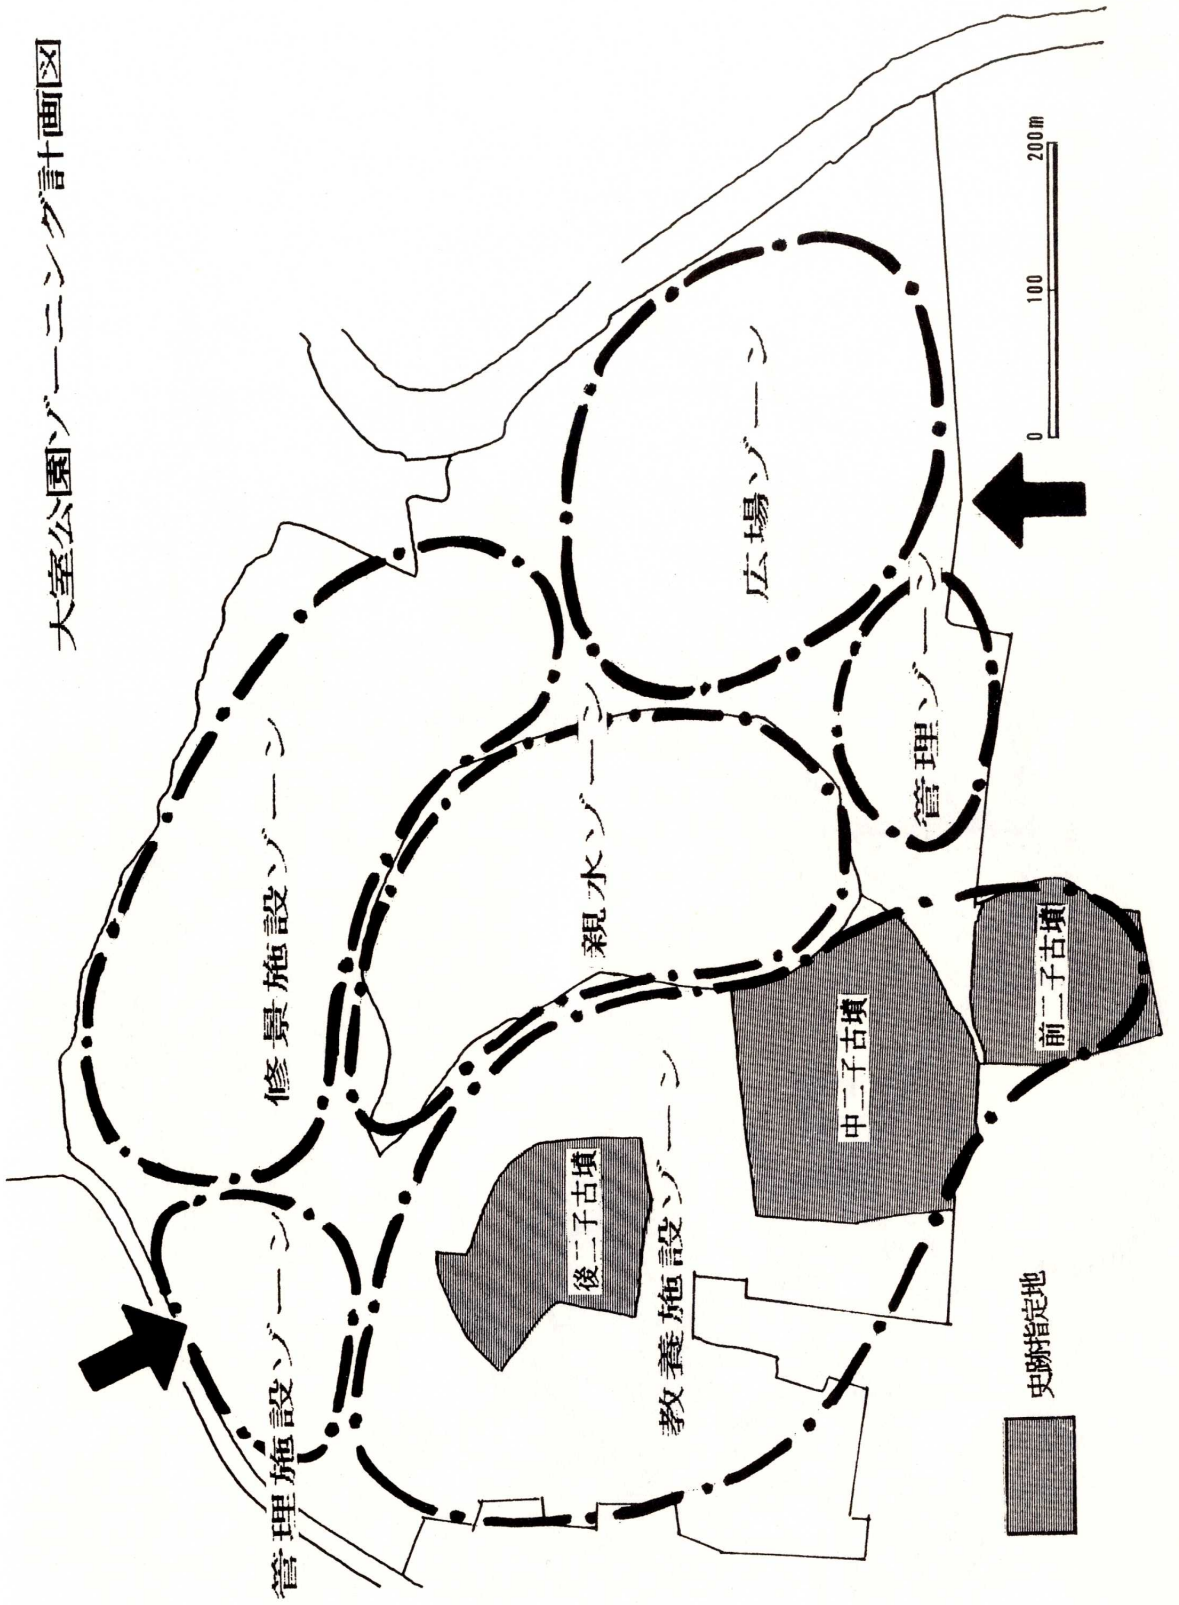 大室公園ゾーニング計画図
管理施設ゾーン
修景施設ゾーン
親水ゾーン
広場ゾーン
管理ゾーン
教養施設ゾーン
後二子古墳
中二子古墳
前二子古墳
史跡指定地
0 100 200m